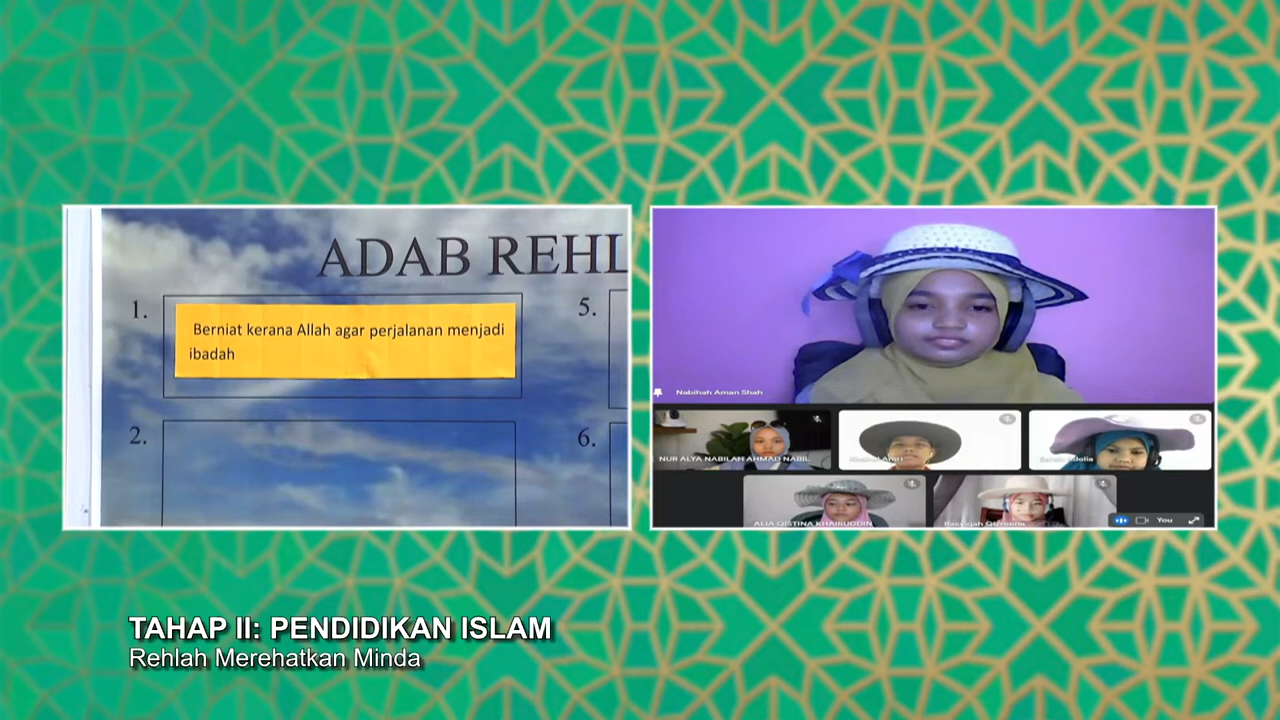 ADAB REHL
1.
Berniat kerana Allah agar perjalanan menjadi
ibadah
5.
2.
6.
Nabihah Aman Shah
NUR ALYA NABILAH AHMAD NABIL
ALIA QISTINA KHAIRUDDIN
You
TAHAP II: PENDIDIKAN ISLAM
Rehlah Merehatkan Minda